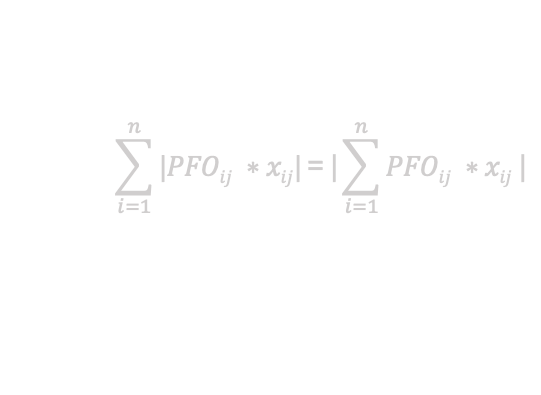 ∑_{i=1}^{n} |PFO_{ij} * x_{ij}| = |∑_{i=1}^{n} PFO_{ij} * x_{ij} |